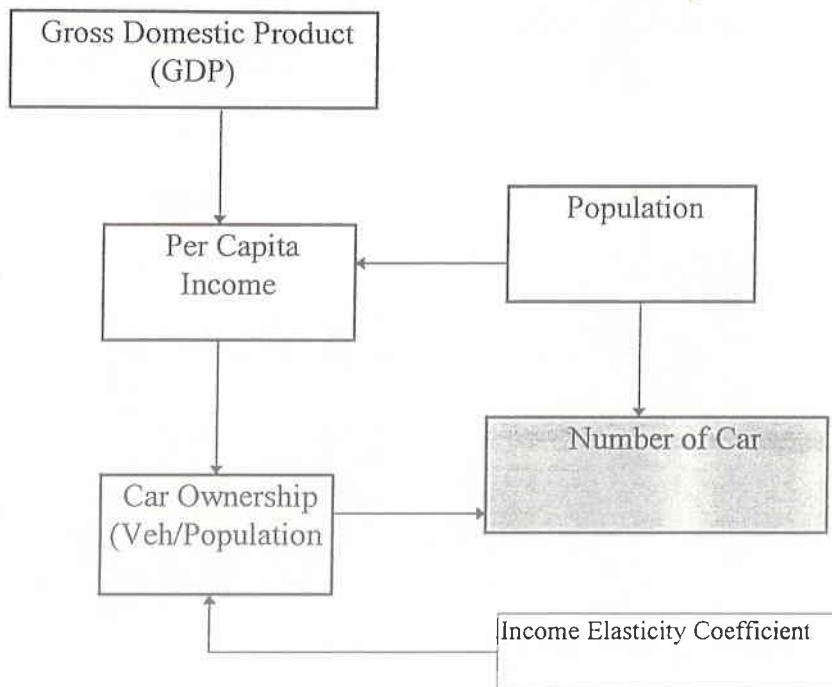 Gross Domestic Product
(GDP)
Population
Per Capita
Income
Number of Car
Car Ownership
(Veh/Population
Income Elasticity Coefficient